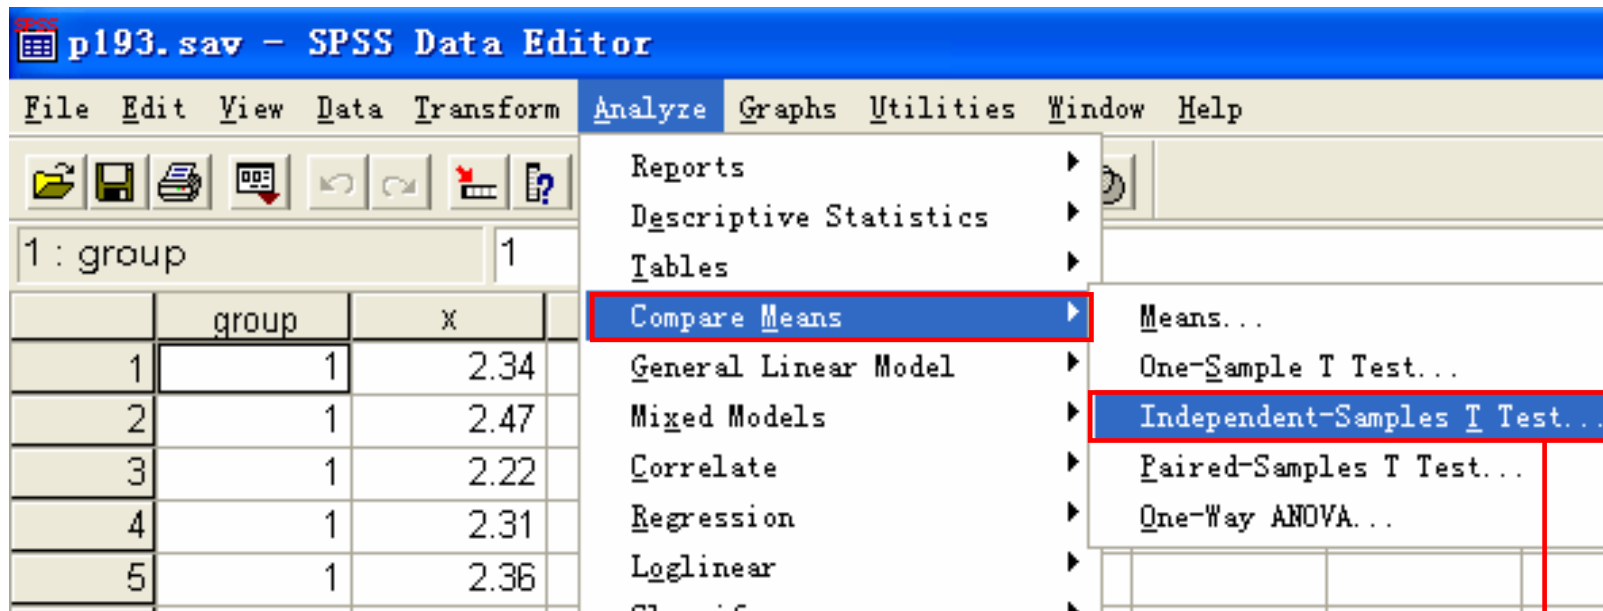 SPSS
p193.sav - SPSS Data Editor
File Edit View Data Transform Analyze Graphs Utilities Window Help
1 : group 1
Reports
Descriptive Statistics
Tables
Compare Means
General Linear Model
Mixed Models
Correlate
Regression
Loglinear
Means...
One-Sample T Test...
Independent-Samples T Test...
Paired-Samples T Test...
One-Way ANOVA...
group x
1 1 2.34
2 1 2.47
3 1 2.22
4 1 2.31
5 1 2.36